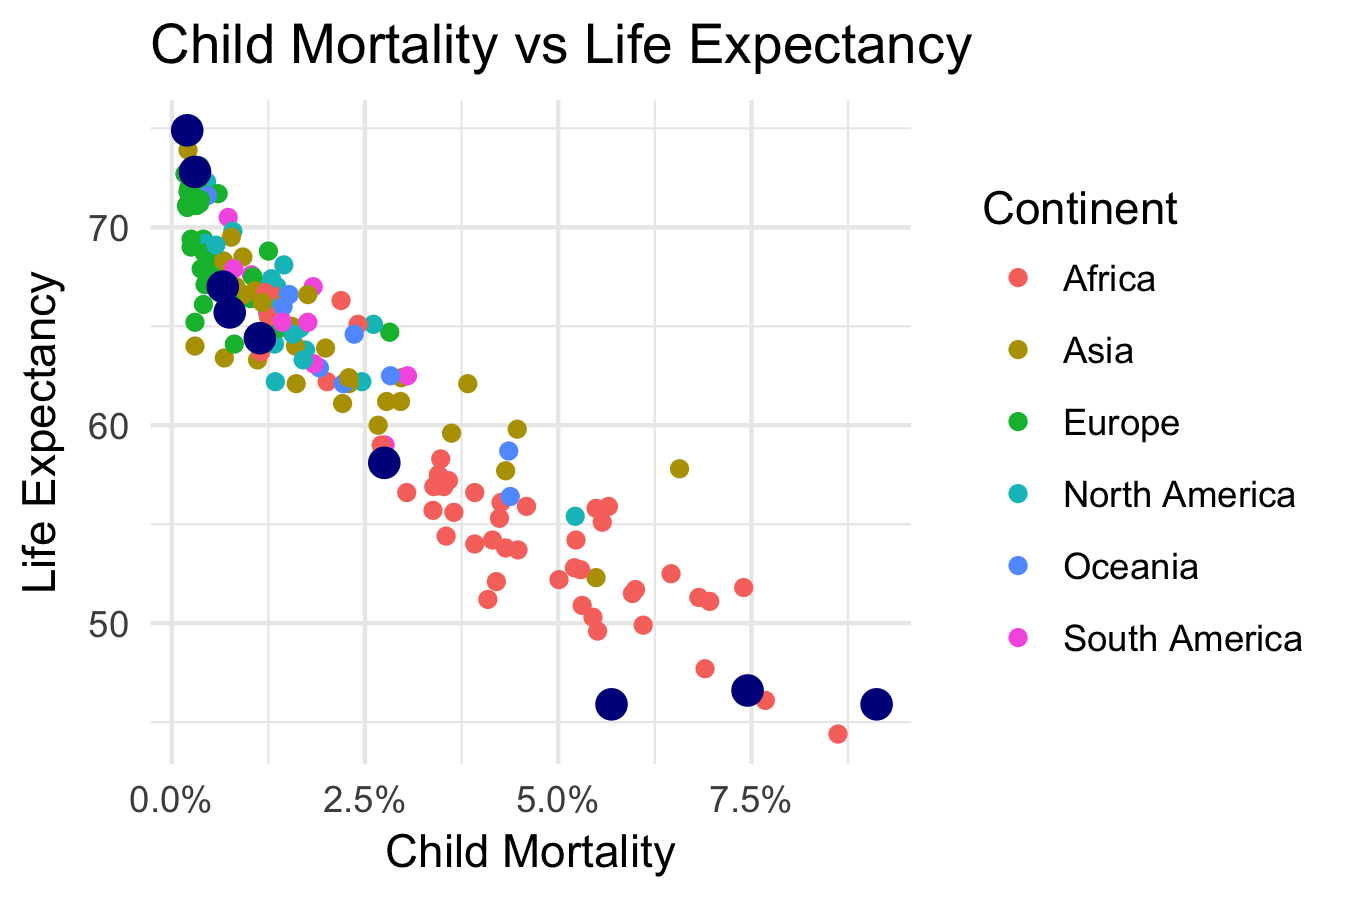 Child Mortality vs Life Expectancy
Life Expectancy
70
60
50
0.0% 2.5% 5.0% 7.5%
Child Mortality
Continent
Africa
Asia
Europe
North America
Oceania
South America